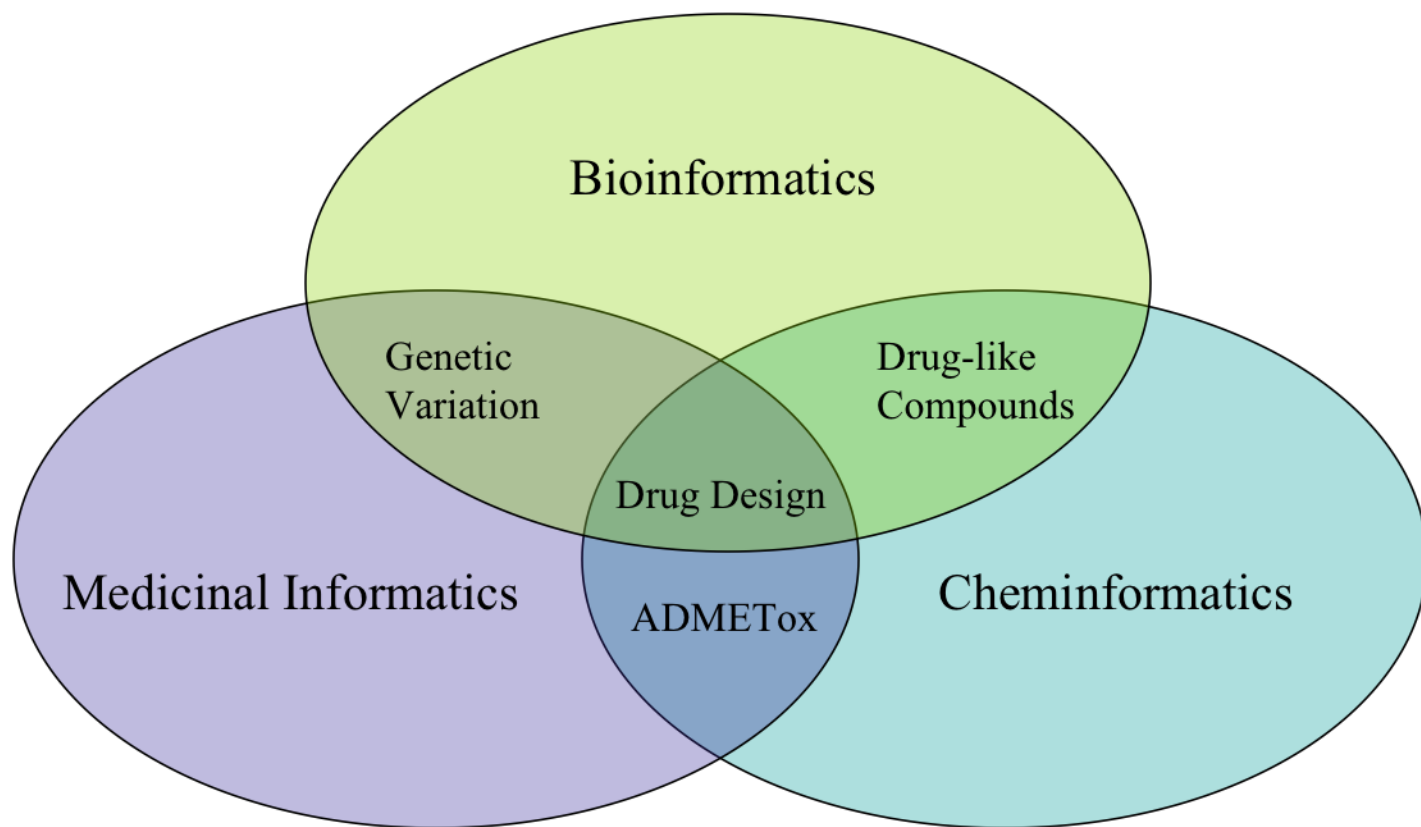 Bioinformatics
Genetic
Variation
Drug-like
Compounds
Drug Design
Medicinal Informatics
Cheminformatics
ADMETox